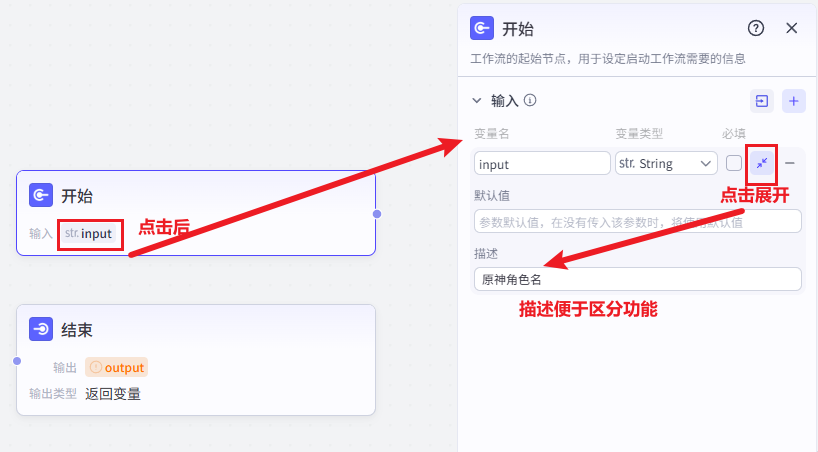 开始
工作流的起始节点，用于设定启动工作流需要的信息
输入
变量名 变量类型 必填
input str. String
点击展开
默认值
参数默认值，在没有传入该参数时，将使用默认值
描述
原神角色名
描述便于区分功能
开始
输入 str. input
点击后
结束
输出 output
输出类型 返回变量